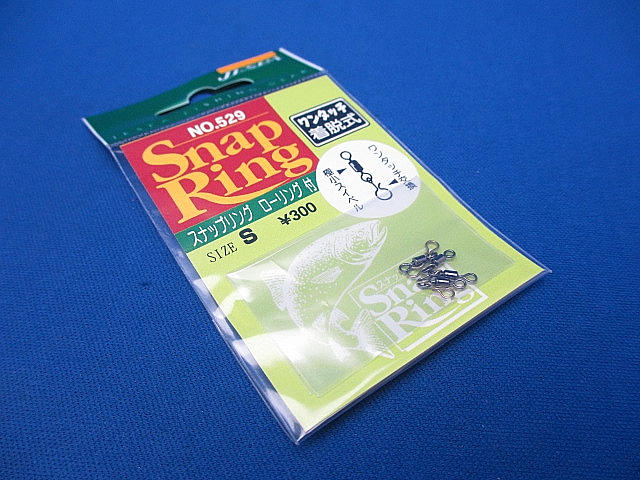 NO.529
Snap
Ring
ワンタッチ
着脱式
スナップリング ローリング付
SIZE S ¥300
極小スイベル
ワンタッチ交換
Snap
Ring